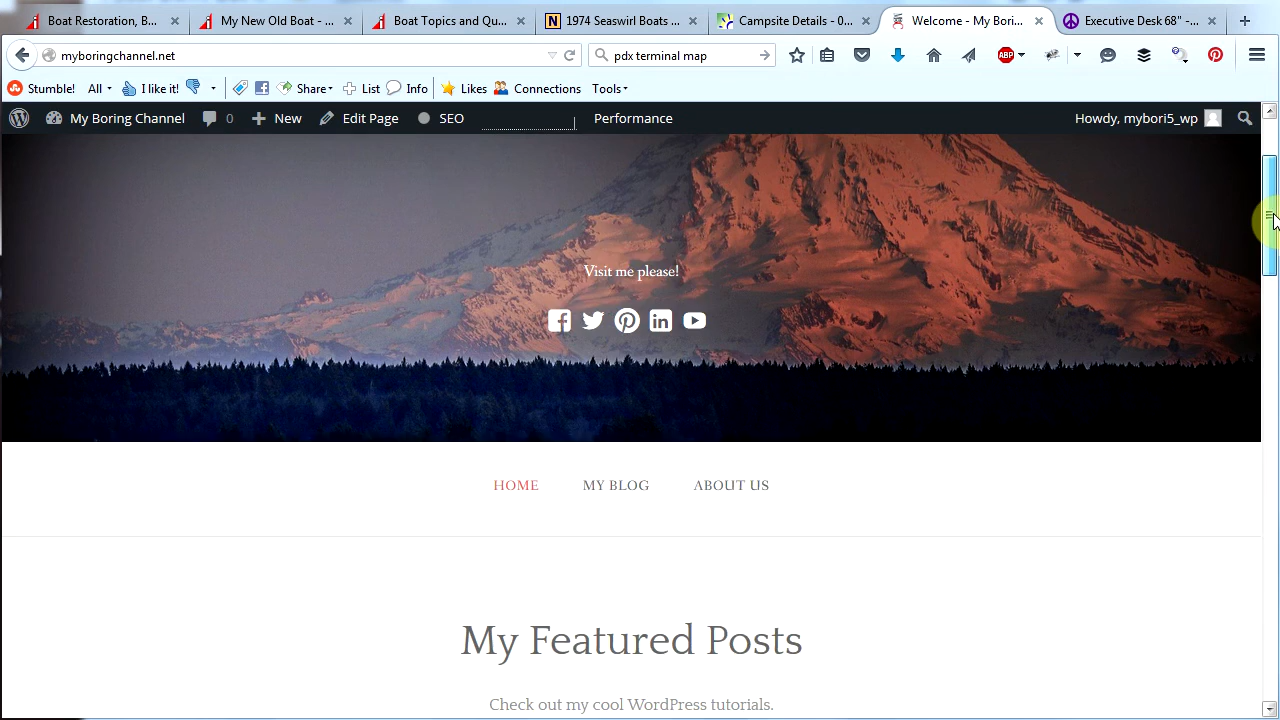 Boat Restoration, B...
My New Old Boat - ...
Boat Topics and Qu...
N 1974 Seaswirl Boats ...
Campsite Details - 0...
Welcome - My Bori...
Executive Desk 68" -...
myboringchannel.net
pdx terminal map
ABP
Stumble!
All
I like it!
Share
List
Info
Likes
Connections
Tools
My Boring Channel
0
New
Edit Page
SEO
Performance
Howdy, mybori5_wp
Visit me please!
HOME
MY BLOG
ABOUT US
My Featured Posts
Check out my cool WordPress tutorials.